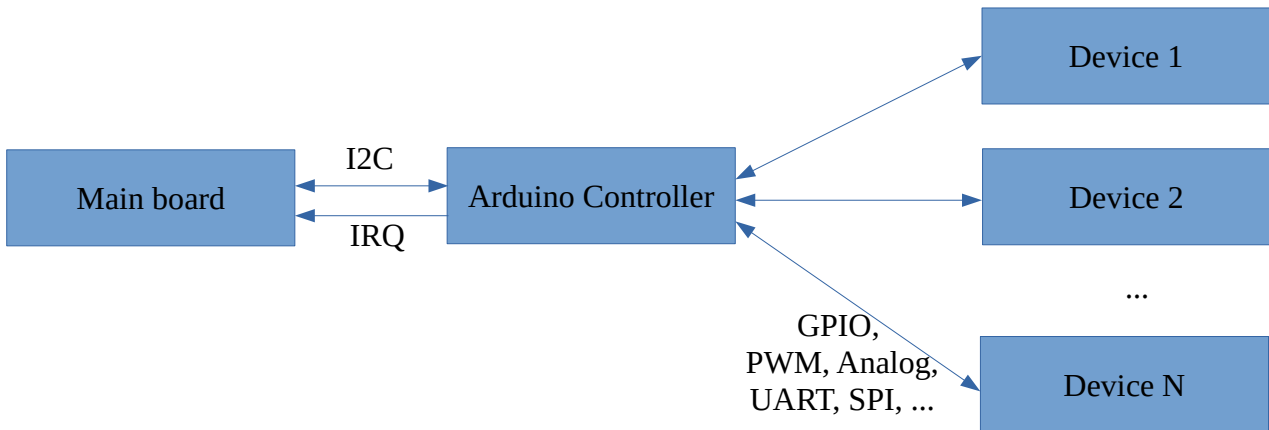 Device 1
I2C
Main board
Arduino Controller
Device 2
IRQ
...
GPIO,
PWM, Analog,
UART, SPI, ...
Device N